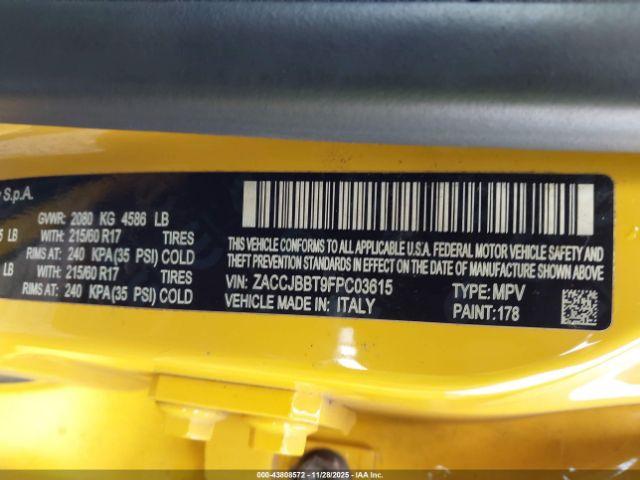 S.p.A.
GVWR: 2080 KG 4586 LB
LB WITH: 215/60 R17 TIRES
RIMS AT: 240 KPA (35 PSI) COLD
LB WITH: 215/60 R17 TIRES
RIMS AT: 240 KPA(35 PSI) COLD
THIS VEHICLE CONFORMS TO ALL APPLICABLE U.S.A. FEDERAL MOTOR VEHICLE SAFETY AND
THEFT PREVENTION STANDARDS IN EFFECT ON THE DATE OF MANUFACTURE SHOWN ABOVE.
VIN: ZACCJBBT9FPC03615 TYPE: MPV
VEHICLE MADE IN: ITALY PAINT: 178
00-43808572 | 11/28/2025 | IAA Inc.